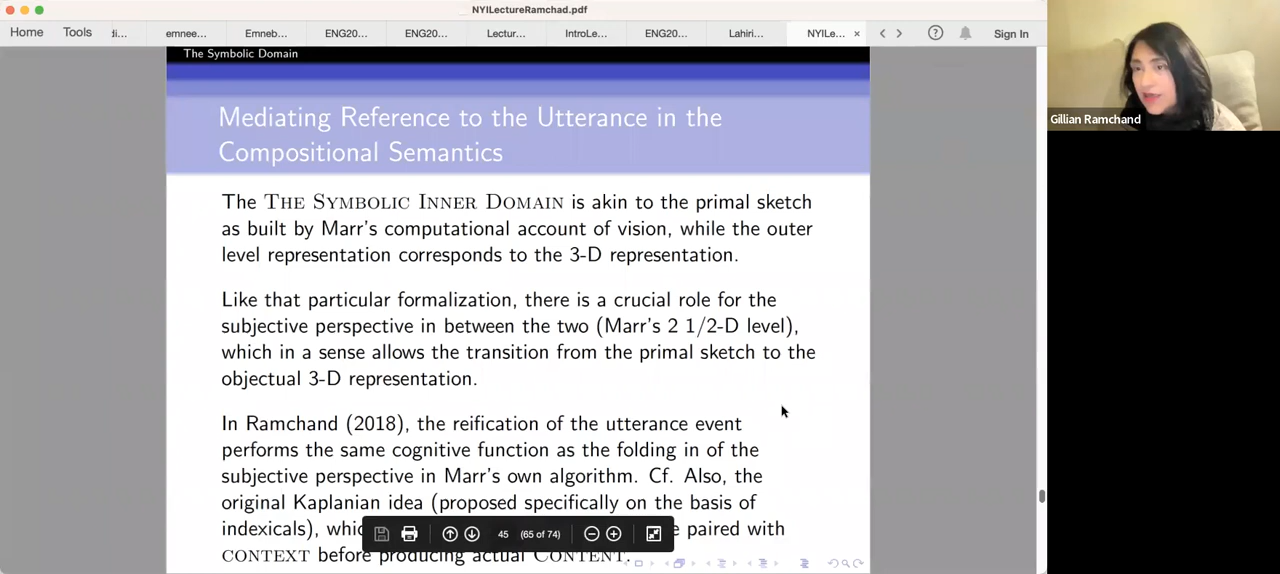 NYILectureRamchad.pdf
Home Tools di... emnee... Emneb... ENG20... ENG20... Lectur... IntroLe... ENG20... Lahiri... NYILe... × Sign In
The Symbolic Domain
Gillian Ramchand
Mediating Reference to the Utterance in the
Compositional Semantics
The The Symbolic Inner Domain is akin to the primal sketch
as built by Marr's computational account of vision, while the outer
level representation corresponds to the 3-D representation.
Like that particular formalization, there is a crucial role for the
subjective perspective in between the two (Marr's 2 1/2-D level),
which in a sense allows the transition from the primal sketch to the
objectual 3-D representation.
In Ramchand (2018), the reification of the utterance event
performs the same cognitive function as the folding in of the
subjective perspective in Marr's own algorithm. Cf. Also, the
original Kaplanian idea (proposed specifically on the basis of
indexicals), paired with
context before producing actual Content.
45 (65 of 74)